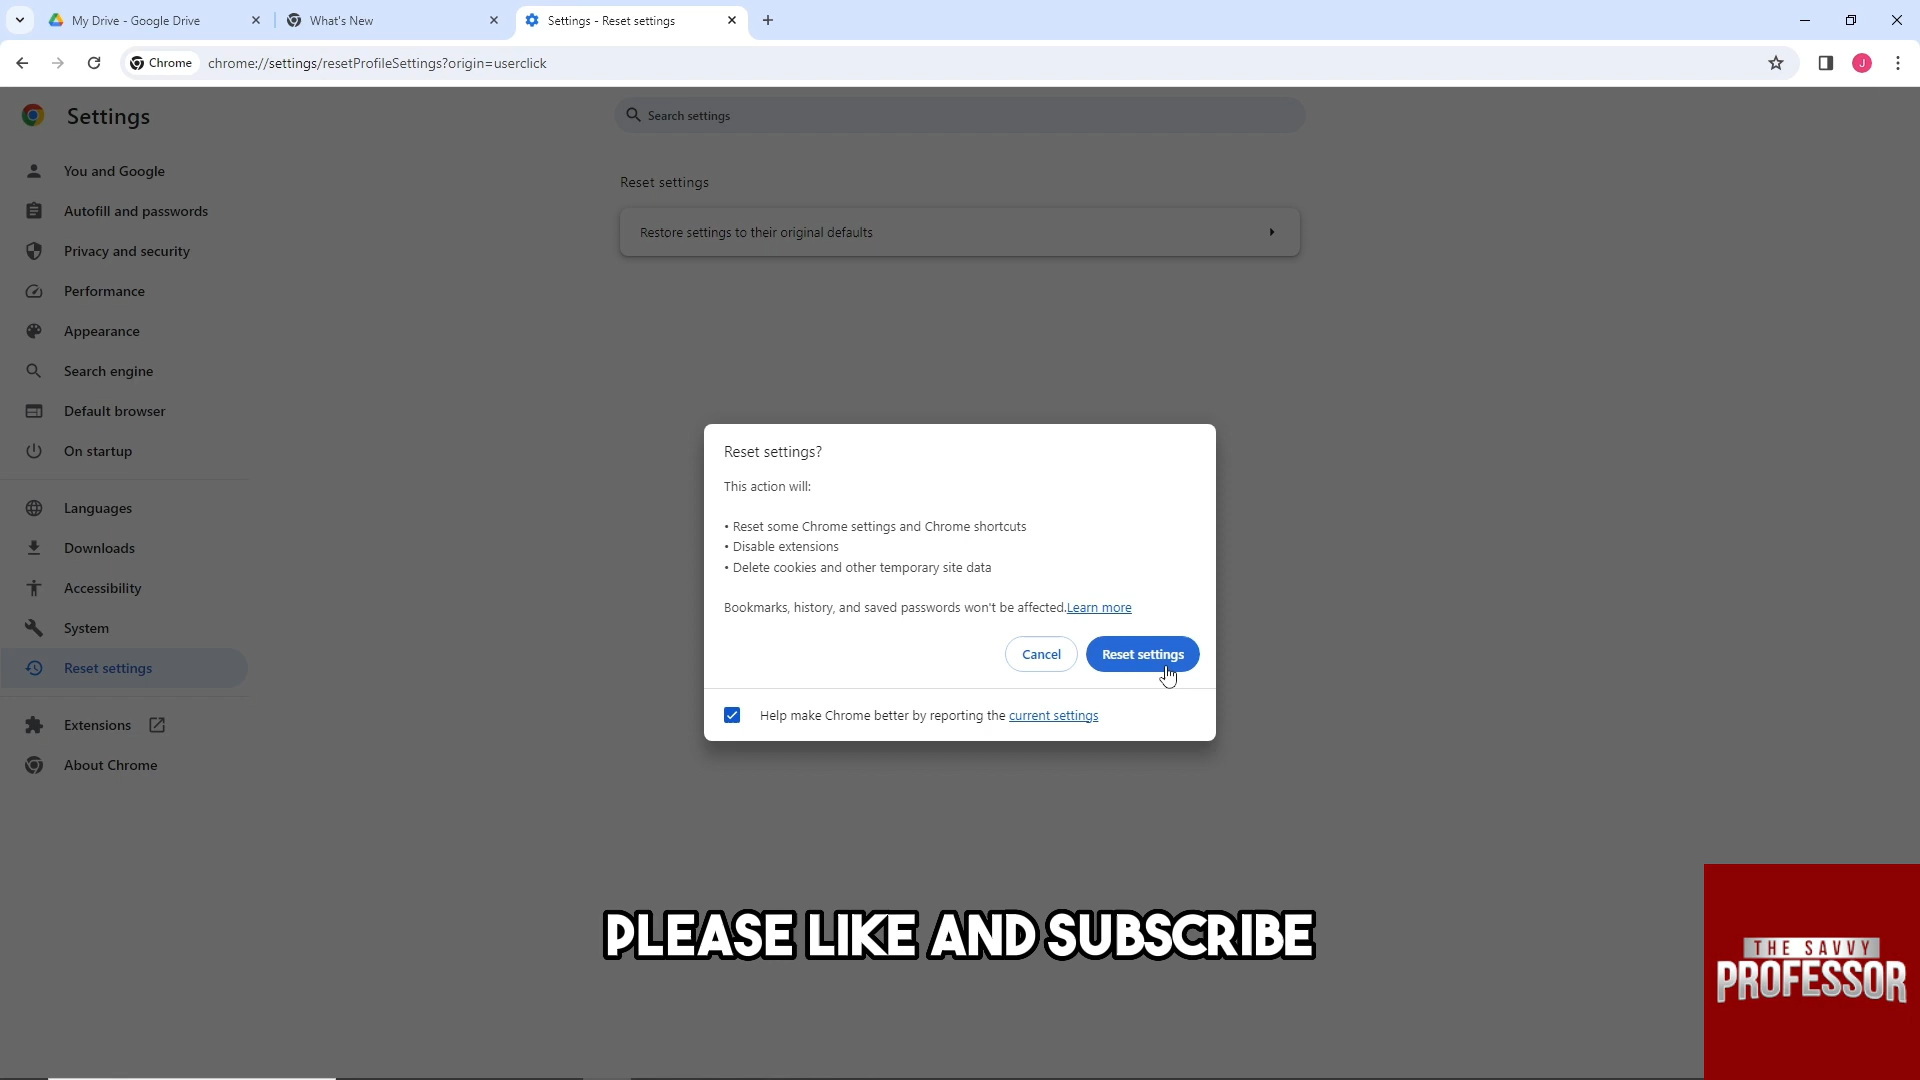 My Drive - Google Drive
What's New
Settings - Reset settings
Chrome
chrome://settings/resetProfileSettings?origin=userclick
J
Settings
Search settings
You and Google
Autofill and passwords
Privacy and security
Performance
Appearance
Search engine
Default browser
On startup
Languages
Downloads
Accessibility
System
Reset settings
Extensions
About Chrome
Reset settings
Restore settings to their original defaults
Reset settings?
This action will:
• Reset some Chrome settings and Chrome shortcuts
• Disable extensions
• Delete cookies and other temporary site data
Bookmarks, history, and saved passwords won't be affected.Learn more
Cancel
Reset settings
Help make Chrome better by reporting the current settings
PLEASE LIKE AND SUBSCRIBE
THE SAVVY
PROFESSOR